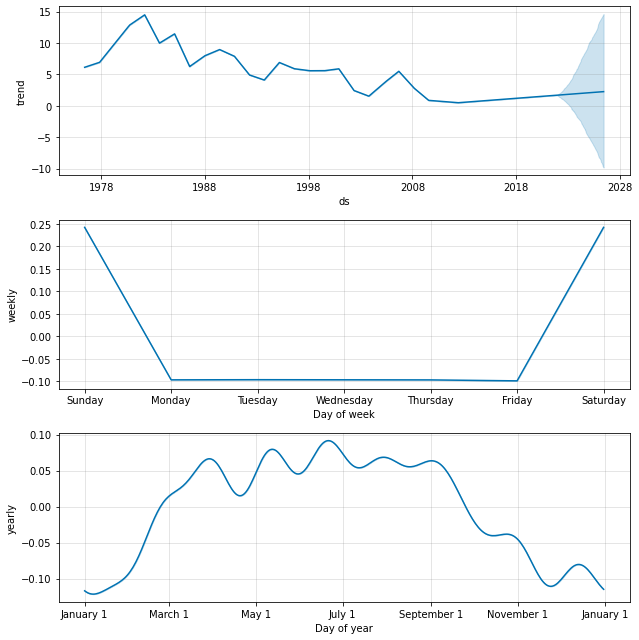 15
10
5
0
−5
−10
trend
1978 1988 1998 2008 2018 2028
ds
0.25
0.20
0.15
0.10
0.05
0.00
−0.05
−0.10
weekly
Sunday Monday Tuesday Wednesday Thursday Friday Saturday
Day of week
0.10
0.05
0.00
−0.05
−0.10
yearly
January 1 March 1 May 1 July 1 September 1 November 1 January 1
Day of year